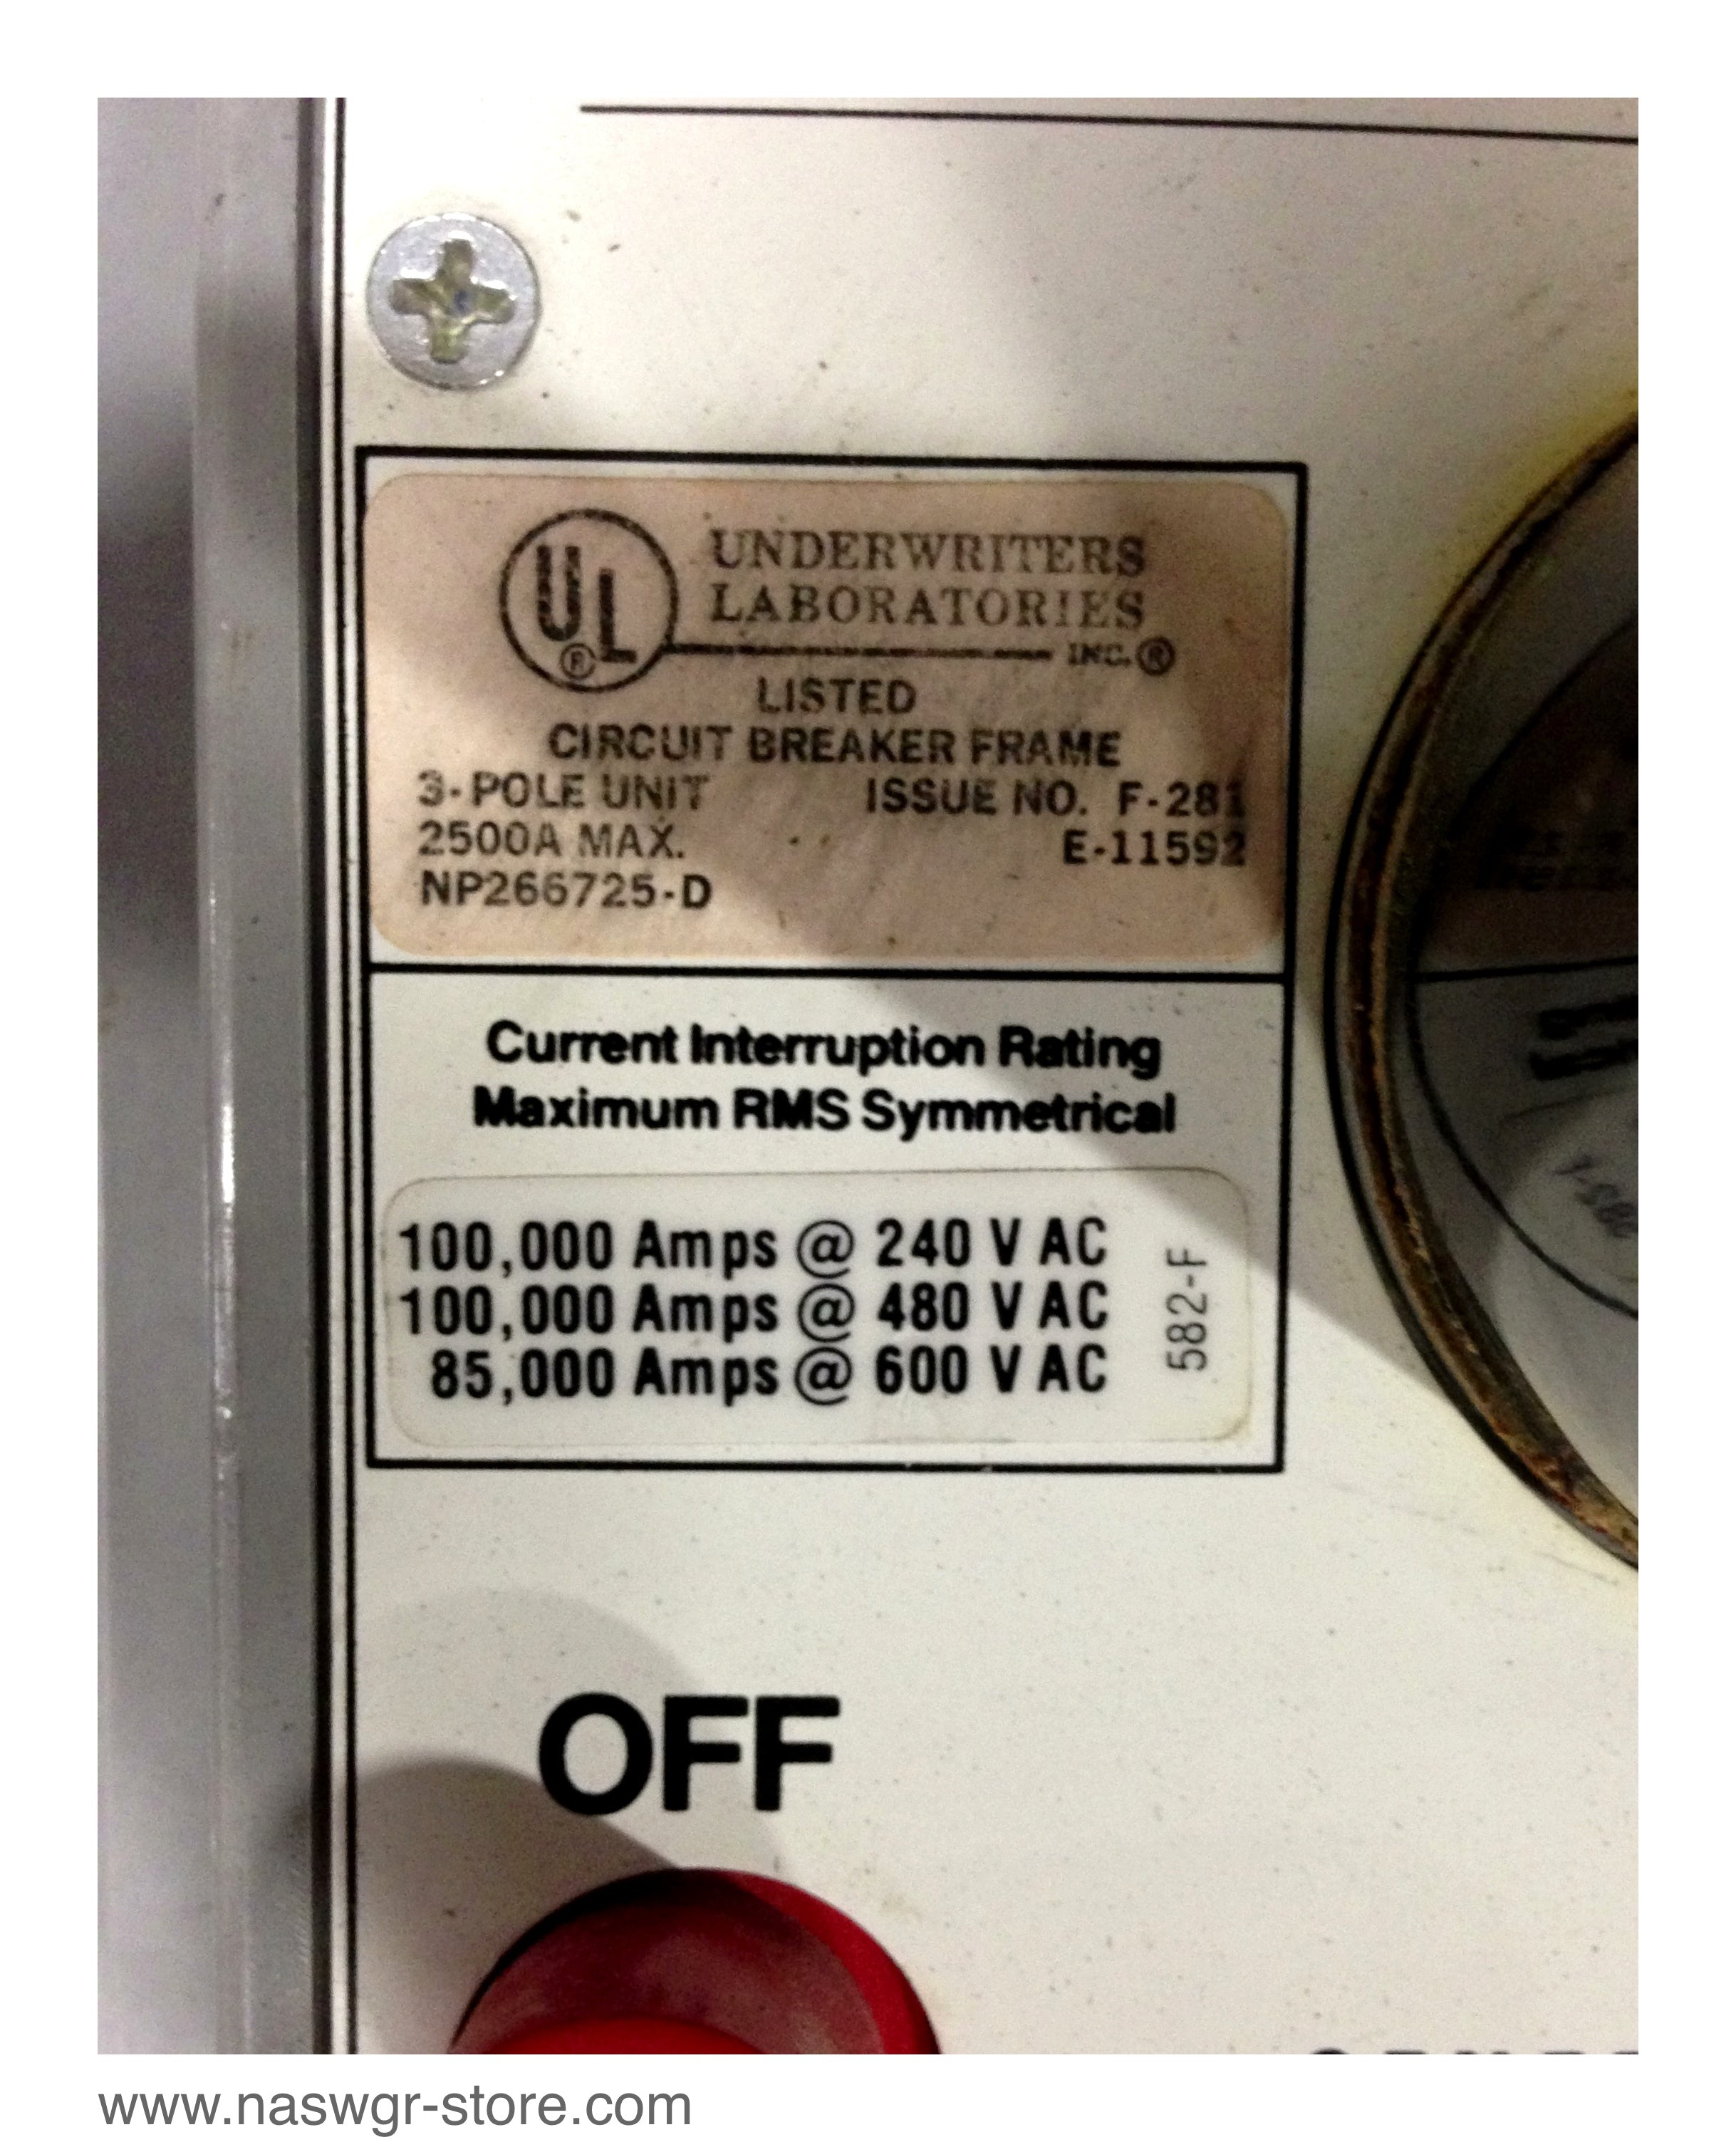 UL®
UNDERWRITERS
LABORATORIES
INC.®
LISTED
CIRCUIT BREAKER FRAME
3-POLE UNIT ISSUE NO. F-281
2500A MAX. E-11592
NP266725-D
Current Interruption Rating
Maximum RMS Symmetrical
100,000 Amps @ 240 V AC
100,000 Amps @ 480 V AC
85,000 Amps @ 600 V AC
582-F
OFF
www.naswgr-store.com